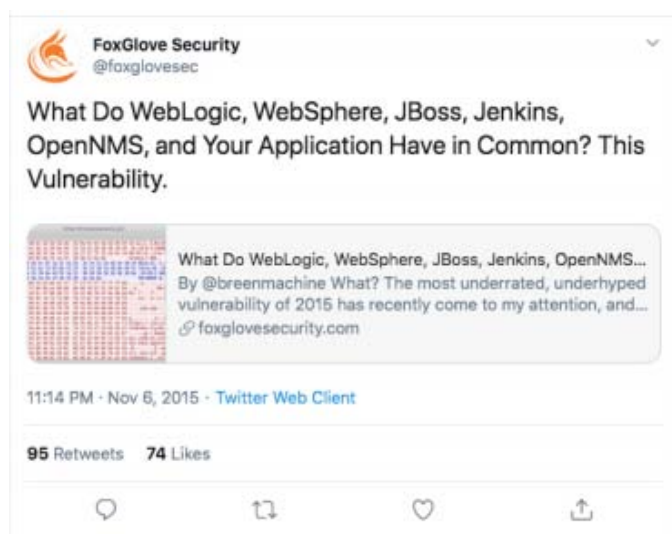 FoxGlove Security
@foxglovesec
What Do WebLogic, WebSphere, JBoss, Jenkins,
OpenNMS, and Your Application Have in Common? This
Vulnerability.
What Do WebLogic, WebSphere, JBoss, Jenkins, OpenNMS...
By @breenmachine What? The most underrated, underhyped
vulnerability of 2015 has recently come to my attention, and...
foxglovesecurity.com
11:14 PM · Nov 6, 2015 · Twitter Web Client
95 Retweets 74 Likes